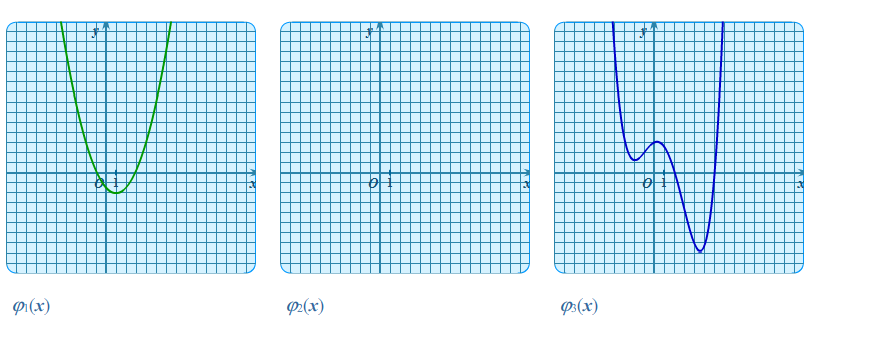 y y y
O 1 x O 1 x O 1 x
φ₁(x) φ₂(x) φ₃(x)